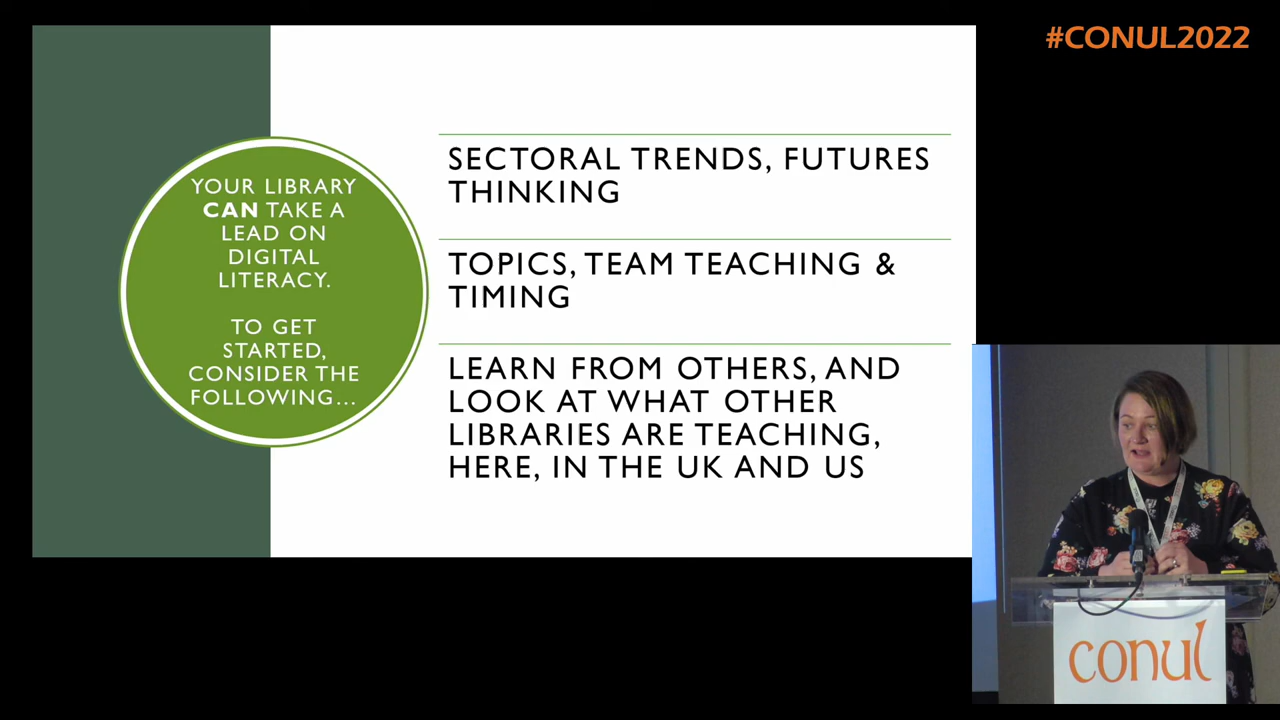 #CONUL2022
YOUR LIBRARY
CAN TAKE A
LEAD ON
DIGITAL
LITERACY.
TO GET
STARTED,
CONSIDER THE
FOLLOWING...
SECTORAL TRENDS, FUTURES
THINKING
TOPICS, TEAM TEACHING &
TIMING
LEARN FROM OTHERS, AND
LOOK AT WHAT OTHER
LIBRARIES ARE TEACHING,
HERE, IN THE UK AND US
conul